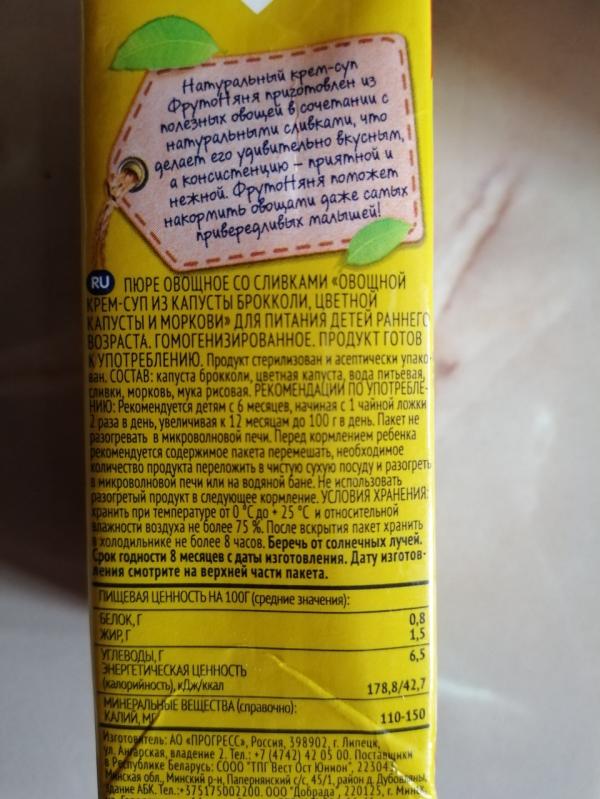 Натуральный крем-суп
ФрутоНяня приготовлен из
полезных овощей в сочетании с
натуральными сливками, что
делает его удивительно вкусным,
а консистенцию – приятной и
нежной. ФрутоНяня поможет
накормить овощами даже самых
привередливых малышей!
RU ПЮРЕ ОВОЩНОЕ СО СЛИВКАМИ «ОВОЩНОЙ
КРЕМ-СУП ИЗ КАПУСТЫ БРОККОЛИ, ЦВЕТНОЙ
КАПУСТЫ И МОРКОВИ» ДЛЯ ПИТАНИЯ ДЕТЕЙ РАННЕГО
ВОЗРАСТА. ГОМОГЕНИЗИРОВАННОЕ. ПРОДУКТ ГОТОВ
К УПОТРЕБЛЕНИЮ. Продукт стерилизован и асептически упако-
ван. СОСТАВ: капуста брокколи, цветная капуста, вода питьевая,
сливки, морковь, мука рисовая. РЕКОМЕНДАЦИИ ПО УПОТРЕБЛЕ-
НИЮ: Рекомендуется детям с 6 месяцев, начиная с 1 чайной ложки
2 раза в день, увеличивая к 12 месяцам до 100 г в день. Пакет не
разогревать в микроволновой печи. Перед кормлением ребенка
рекомендуется содержимое пакета перемешать, необходимое
количество продукта переложить в чистую сухую посуду и разогреть
в микроволновой печи или на водяной бане. Не использовать
разогретый продукт в следующее кормление. УСЛОВИЯ ХРАНЕНИЯ:
хранить при температуре от 0 °С до + 25 °С и относительной
влажности воздуха не более 75 %. После вскрытия пакет хранить
в холодильнике не более 8 часов. Беречь от солнечных лучей.
Срок годности 8 месяцев с даты изготовления. Дату изготов-
ления смотрите на верхней части пакета.
ПИЩЕВАЯ ЦЕННОСТЬ НА 100Г (средние значения):
БЕЛОК, Г 0,8
ЖИР, Г 1,5
УГЛЕВОДЫ, Г 6,5
ЭНЕРГЕТИЧЕСКАЯ ЦЕННОСТЬ
(калорийность), кДж/ккал 178,8/42,7
МИНЕРАЛЬНЫЕ ВЕЩЕСТВА (справочно):
КАЛИЙ, МГ 110-150
Изготовитель: АО «ПРОГРЕСС», Россия, 398902, г. Липецк,
ул. Ангарская, владение 2. Тел.: +7 (4742) 42 05 00. Поставщики
в Республике Беларусь: СООО "ТПГ Вест Ост Юнион", 223043,
Минская обл., Минский р-н, Папернянский с/с, 45/1, район д. Дубовляны,
здание АБК. Тел.: +375175002200. ООО "Добрада", 220125, г. Минск,